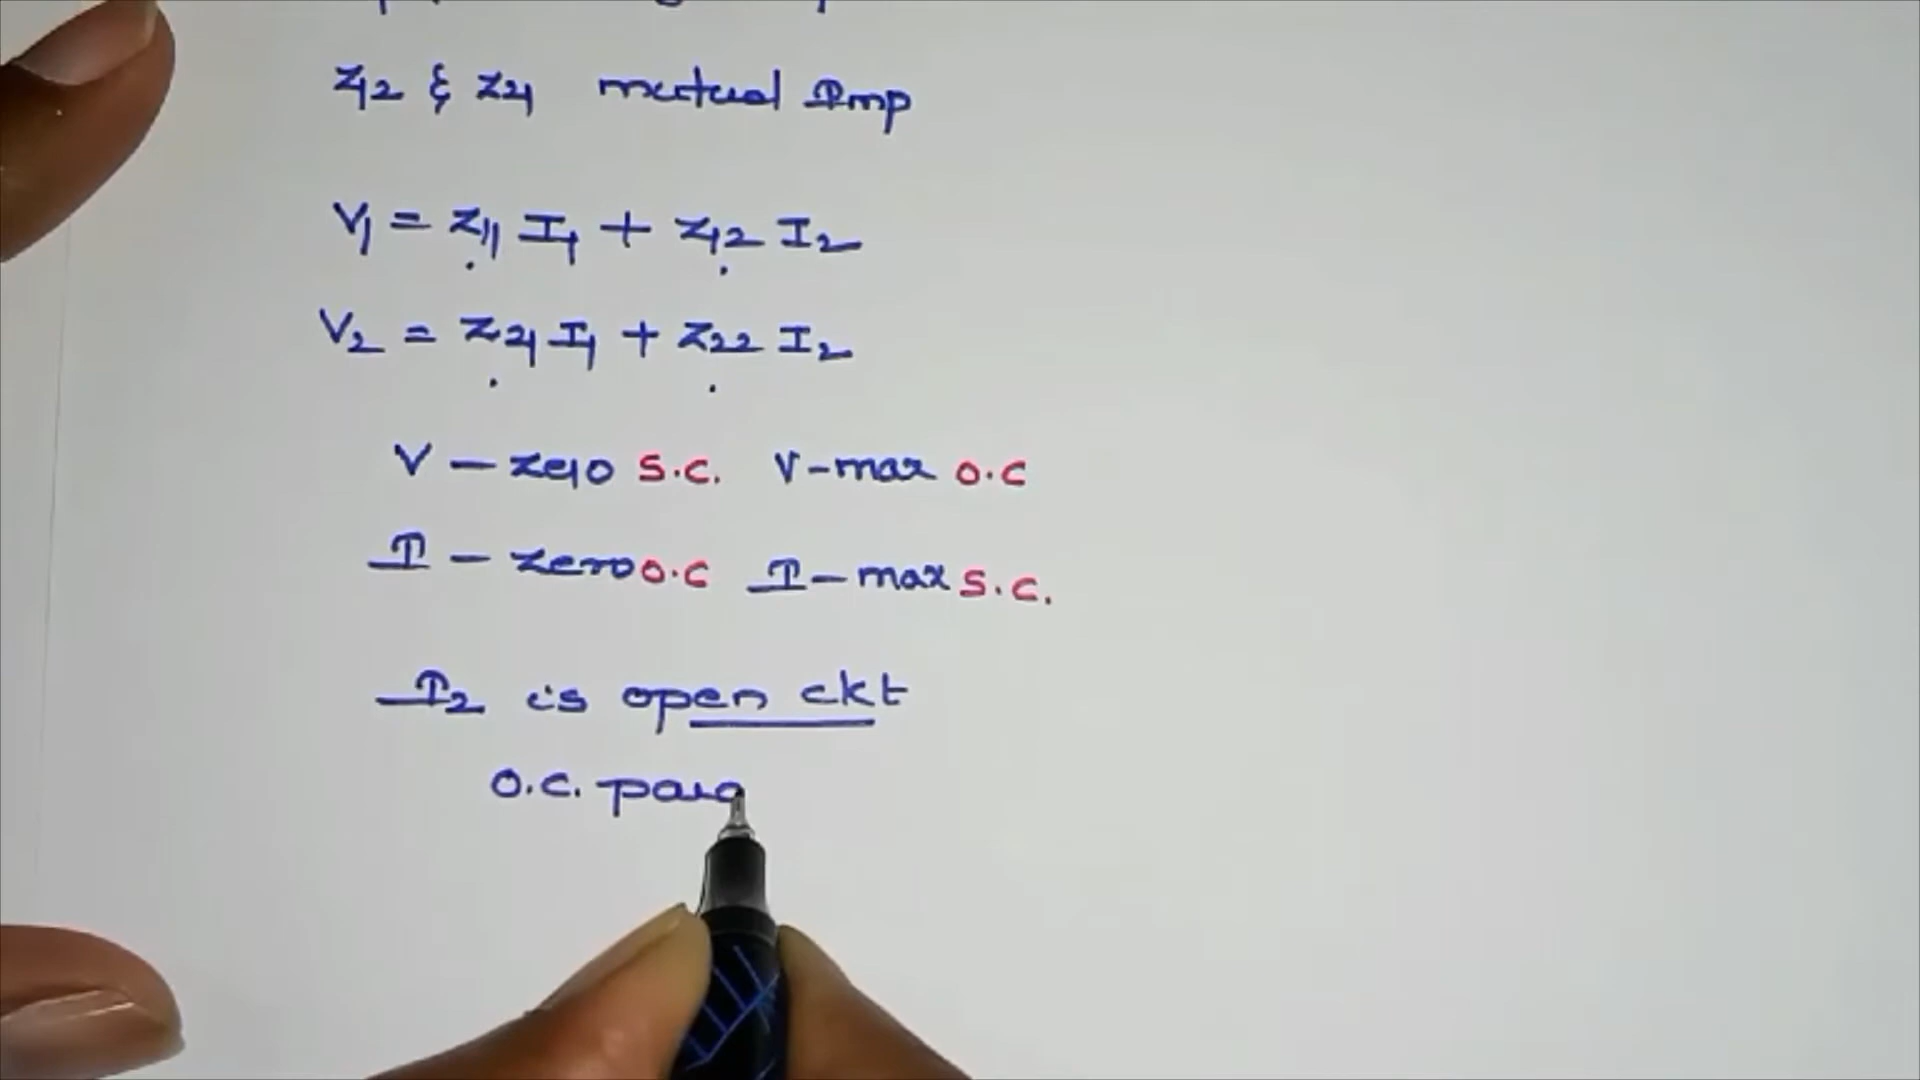 Z12 & Z21 mutual Imp
V1 = Z11 I1 + Z12 I2
V2 = Z21 I1 + Z22 I2
V - zero S.C. V-max O.C
I - zero O.C I-max S.C.
I2 is open ckt
O.C. para